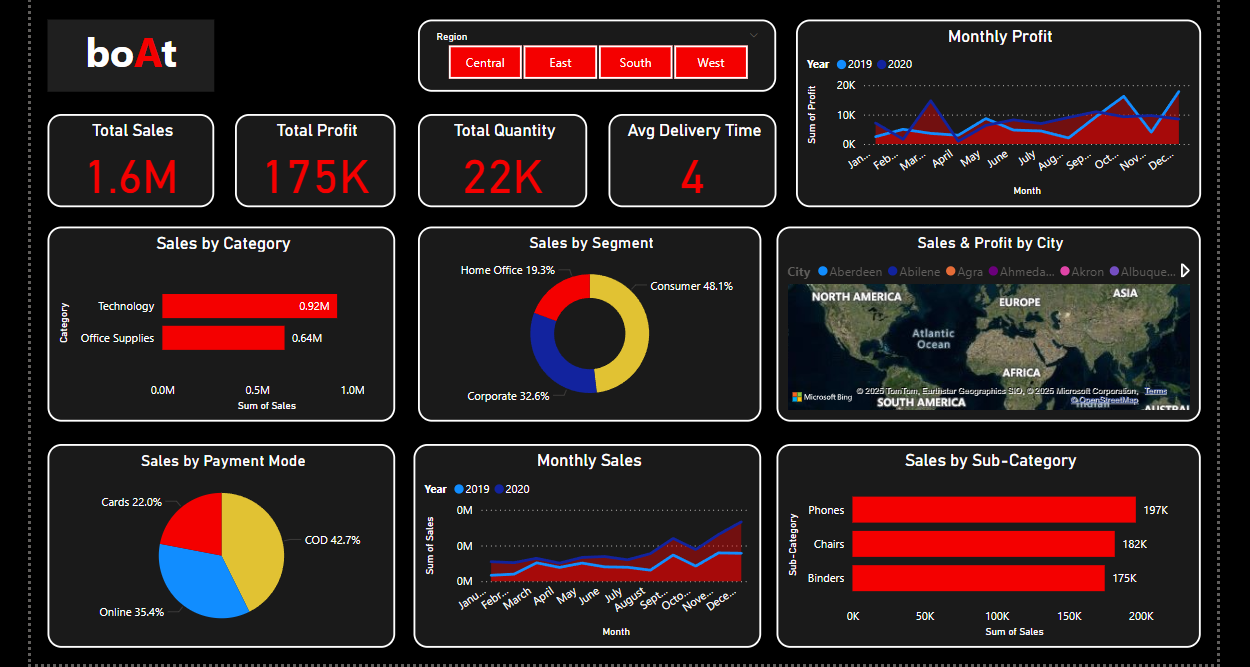 boAt
Region
Central
East
South
West
Monthly Profit
Year 2019 2020
Sum of Profit
20K
10K
0K
Jan...
Feb...
Mar...
April
May
June
July
Aug...
Sep...
Oct...
Nov...
Dec...
Month
Total Sales
1.6M
Total Profit
175K
Total Quantity
22K
Avg Delivery Time
4
Sales by Category
Category
Technology
0.92M
Office Supplies
0.64M
0.0M
0.5M
1.0M
Sum of Sales
Sales by Segment
Home Office 19.3%
Consumer 48.1%
Corporate 32.6%
Sales & Profit by City
City Aberdeen Abilene Agra Ahmeda... Akron Albuque...
NORTH AMERICA
EUROPE
ASIA
Atlantic
Ocean
AFRICA
Microsoft Bing
© 2025 TomTom, Earthstar Geographics SIO, © 2025 Microsoft Corporation, Terms
© OpenStreetMap
SOUTH AMERICA
Indian
AUSTRAL
Sales by Payment Mode
Cards 22.0%
COD 42.7%
Online 35.4%
Monthly Sales
Year 2019 2020
Sum of Sales
0M
0M
0M
Janu...
Febr...
March
April
May
June
July
August
Sept...
Octo...
Nove...
Dece...
Month
Sales by Sub-Category
Sub-Category
Phones
197K
Chairs
182K
Binders
175K
0K
50K
100K
150K
200K
Sum of Sales